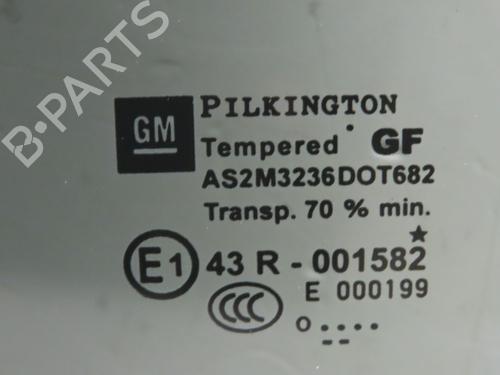 B-PARTS
GM
PILKINGTON
Tempered GF
AS2M3236DOT682
Transp. 70 % min.
E1 43 R - 001582
CCC E 000199
o ....
--